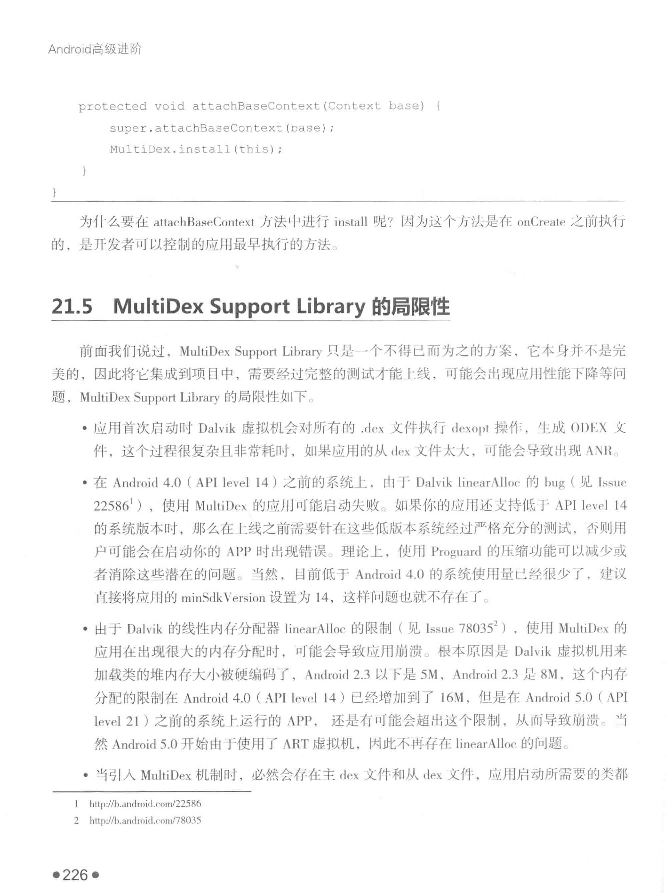 Android高级进阶
protected void attachBaseContext(Context base) {
super.attachBaseContext(base);
MultiDex.install(this);
}
}
为什么要在 attachBaseContext 方法中进行 install 呢？因为这个方法是在 onCreate 之前执行
的，是开发者可以控制的应用最早执行的方法。
21.5 MultiDex Support Library 的局限性
前面我们说过，MultiDex Support Library 只是一个不得已而为之的方案，它本身并不是完
美的，因此将它集成到项目中，需要经过完整的测试才能上线，可能会出现应用性能下降等问
题，MultiDex Support Library 的局限性如下。
• 应用首次启动时 Dalvik 虚拟机会对所有的 .dex 文件执行 dexopt 操作，生成 ODEX 文
件，这个过程很复杂且非常耗时，如果应用的从 dex 文件太大，可能会导致出现 ANR。
• 在 Android 4.0（API level 14）之前的系统上，由于 Dalvik linearAlloc 的 bug（见 Issue
22586¹），使用 MultiDex 的应用可能启动失败。如果你的应用还支持低于 API level 14
的系统版本时，那么在上线之前需要针在这些低版本系统经过严格充分的测试，否则用
户可能会在启动你的 APP 时出现错误。理论上，使用 Proguard 的压缩功能可以减少或
者消除这些潜在的问题。当然，目前低于 Android 4.0 的系统使用量已经很少了，建议
直接将应用的 minSdkVersion 设置为 14，这样问题也就不存在了。
• 由于 Dalvik 的线性内存分配器 linearAlloc 的限制（见 Issue 78035²），使用 MultiDex 的
应用在出现很大的内存分配时，可能会导致应用崩溃。根本原因是 Dalvik 虚拟机用来
加载类的堆内存大小被硬编码了，Android 2.3 以下是 5M，Android 2.3 是 8M，这个内存
分配的限制在 Android 4.0（API level 14）已经增加到了 16M，但是在 Android 5.0（API
level 21）之前的系统上运行的 APP， 还是有可能会超出这个限制，从而导致崩溃。当
然 Android 5.0 开始由于使用了 ART 虚拟机，因此不再存在 linearAlloc 的问题。
• 当引入 MultiDex 机制时，必然会存在主 dex 文件和从 dex 文件，应用启动所需要的类都
1 http://b.android.com/22586
2 http://b.android.com/78035
•226•